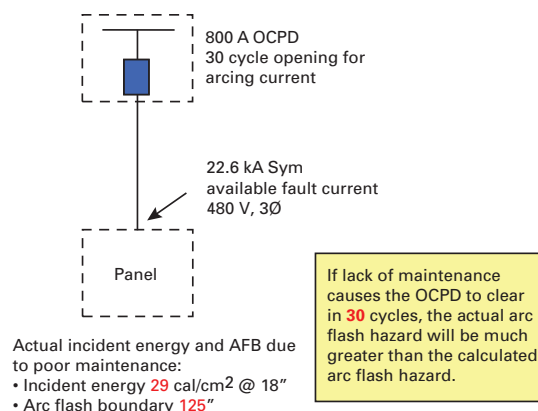 800 A OCPD
30 cycle opening for
arcing current
22.6 kA Sym
available fault current
480 V, 3Ø
Panel
If lack of maintenance
causes the OCPD to clear
in 30 cycles, the actual arc
flash hazard will be much
greater than the calculated
arc flash hazard.
Actual incident energy and AFB due
to poor maintenance:
• Incident energy 29 cal/cm² @ 18″
• Arc flash boundary 125″